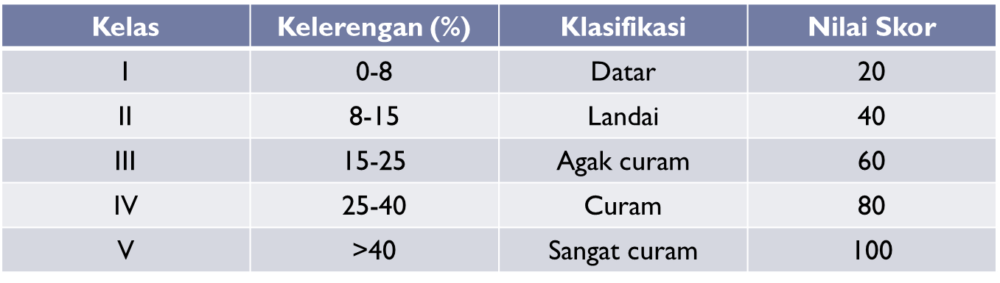 Kelas Kelerengan (%) Klasifikasi Nilai Skor
I 0-8 Datar 20
II 8-15 Landai 40
III 15-25 Agak curam 60
IV 25-40 Curam 80
V >40 Sangat curam 100